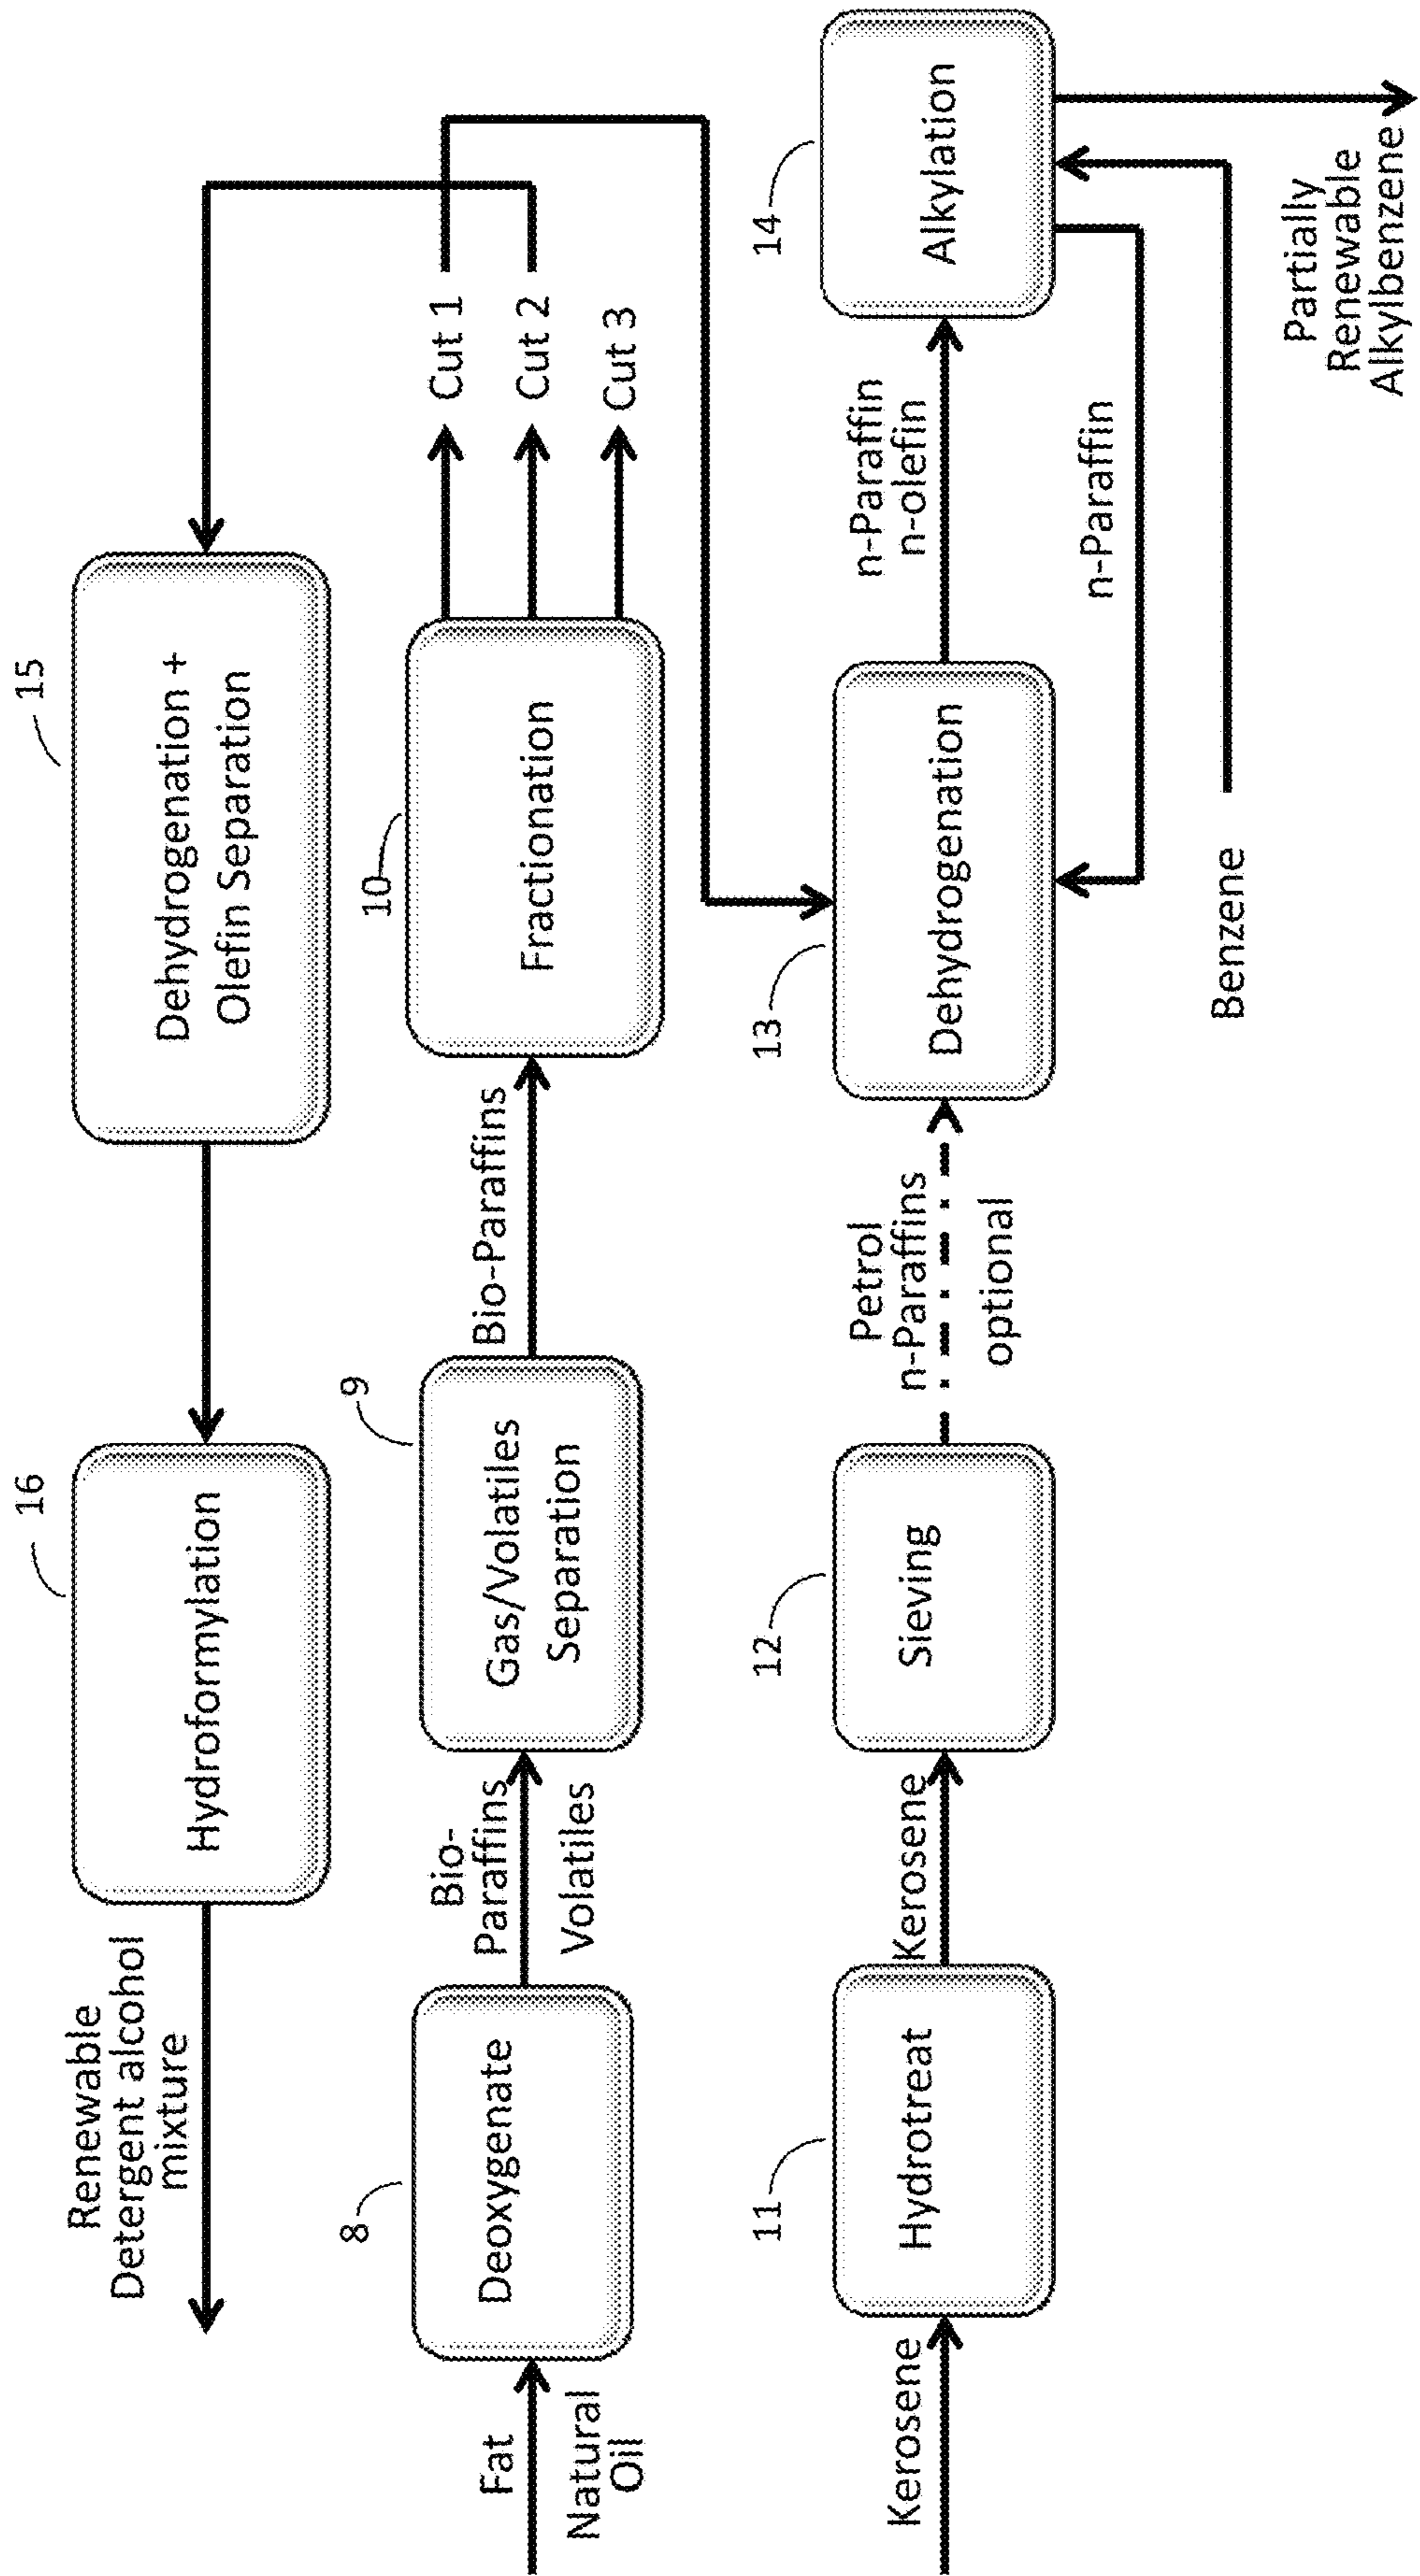 Renewable
Detergent alcohol
mixture
16
Hydroformylation
15
Dehydrogenation +
Olefin Separation
Fat
Natural
Oil
8
Deoxygenate
Bio-
Paraffins
Volatiles
9
Gas/Volatiles
Separation
Bio-Paraffins
10
Fractionation
Cut 1
Cut 2
Cut 3
Kerosene
11
Hydrotreat
Kerosene
12
Sieving
Petrol
n-Paraffins
optional
13
Dehydrogenation
n-Paraffin
n-olefin
14
Alkylation
n-Paraffin
Benzene
Partially
Renewable
Alkylbenzene